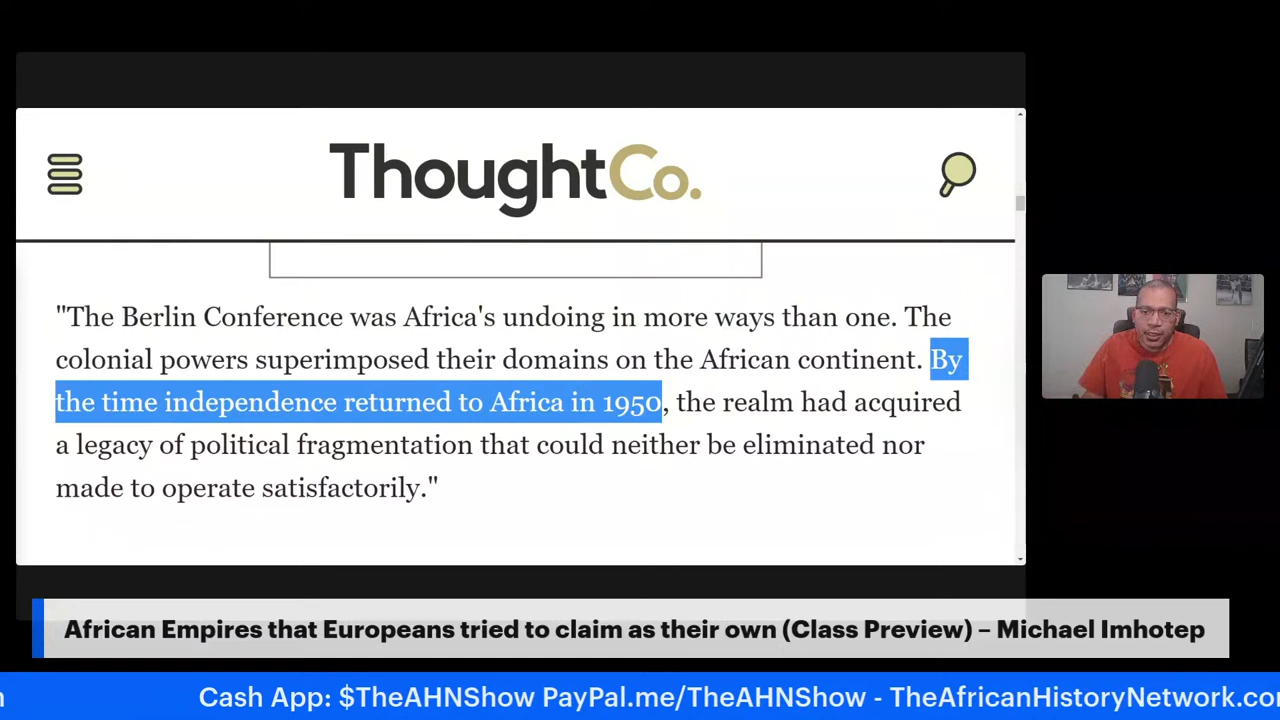 ThoughtCo.
"The Berlin Conference was Africa's undoing in more ways than one. The
colonial powers superimposed their domains on the African continent. By
the time independence returned to Africa in 1950, the realm had acquired
a legacy of political fragmentation that could neither be eliminated nor
made to operate satisfactorily."
African Empires that Europeans tried to claim as their own (Class Preview) – Michael Imhotep
Cash App: $TheAHNShow PayPal.me/TheAHNShow - TheAfricanHistoryNetwork.co